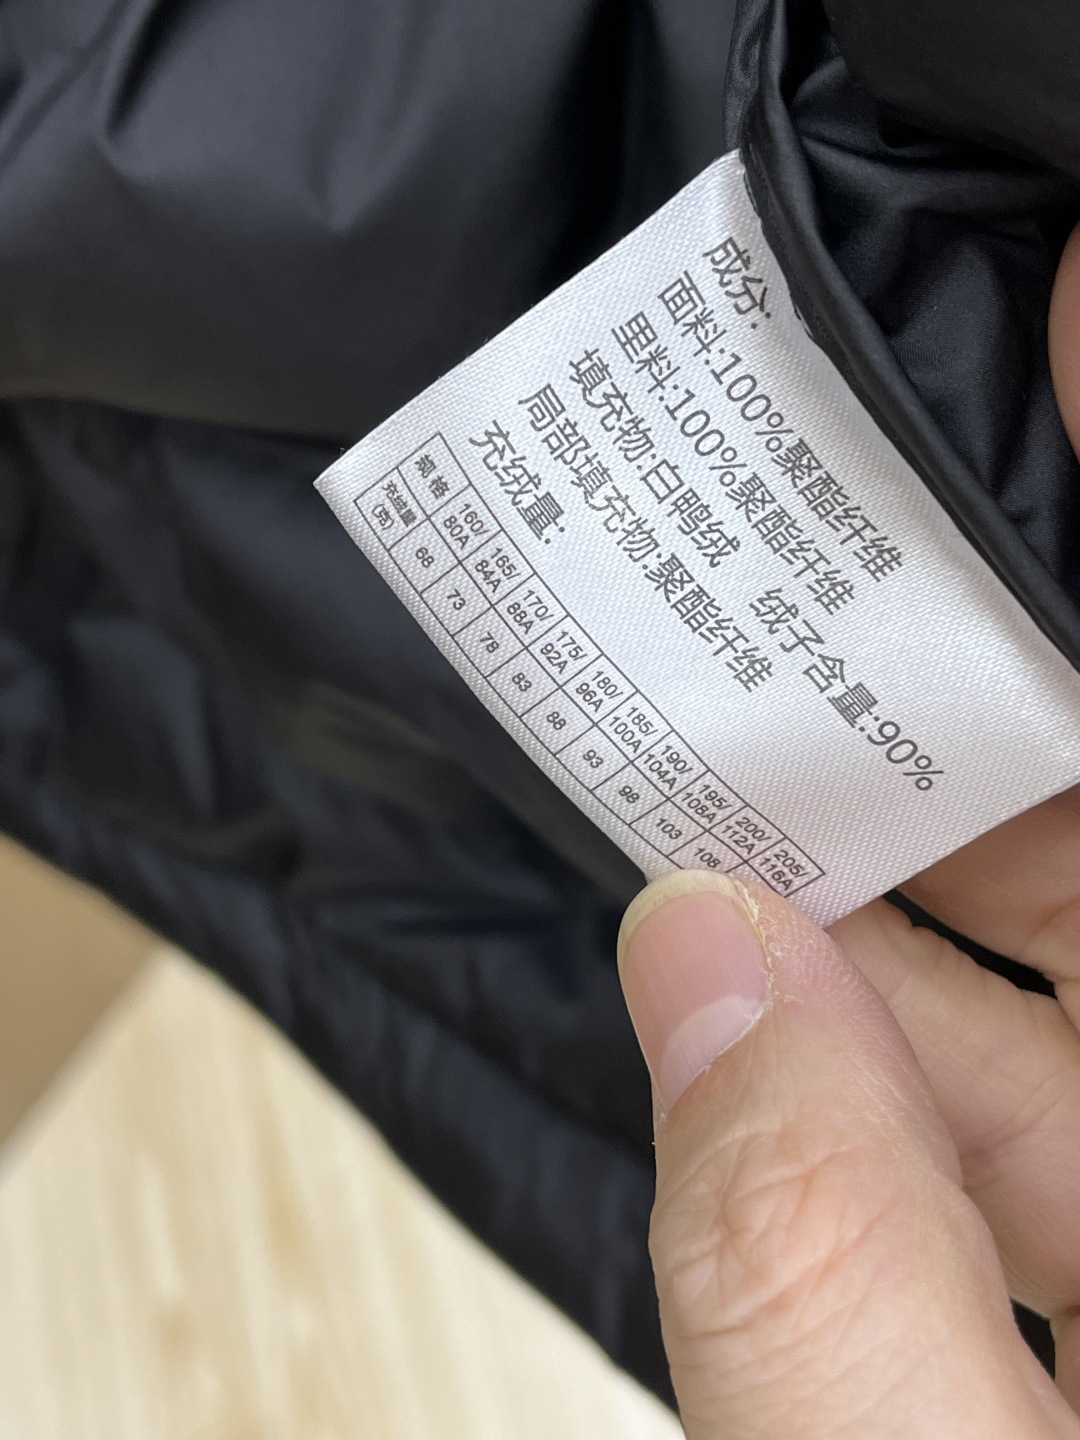 成分:
面料:100%聚酯纤维
里料:100%聚酯纤维
填充物:白鸭绒 绒子含量:90%
局部填充物:聚酯纤维
充绒量:
规格 160/80A 165/84A 170/88A 175/92A 180/96A 185/100A 190/104A 195/108A 200/112A 205/116A
充绒量(克) 68 73 78 83 88 93 98 103 108